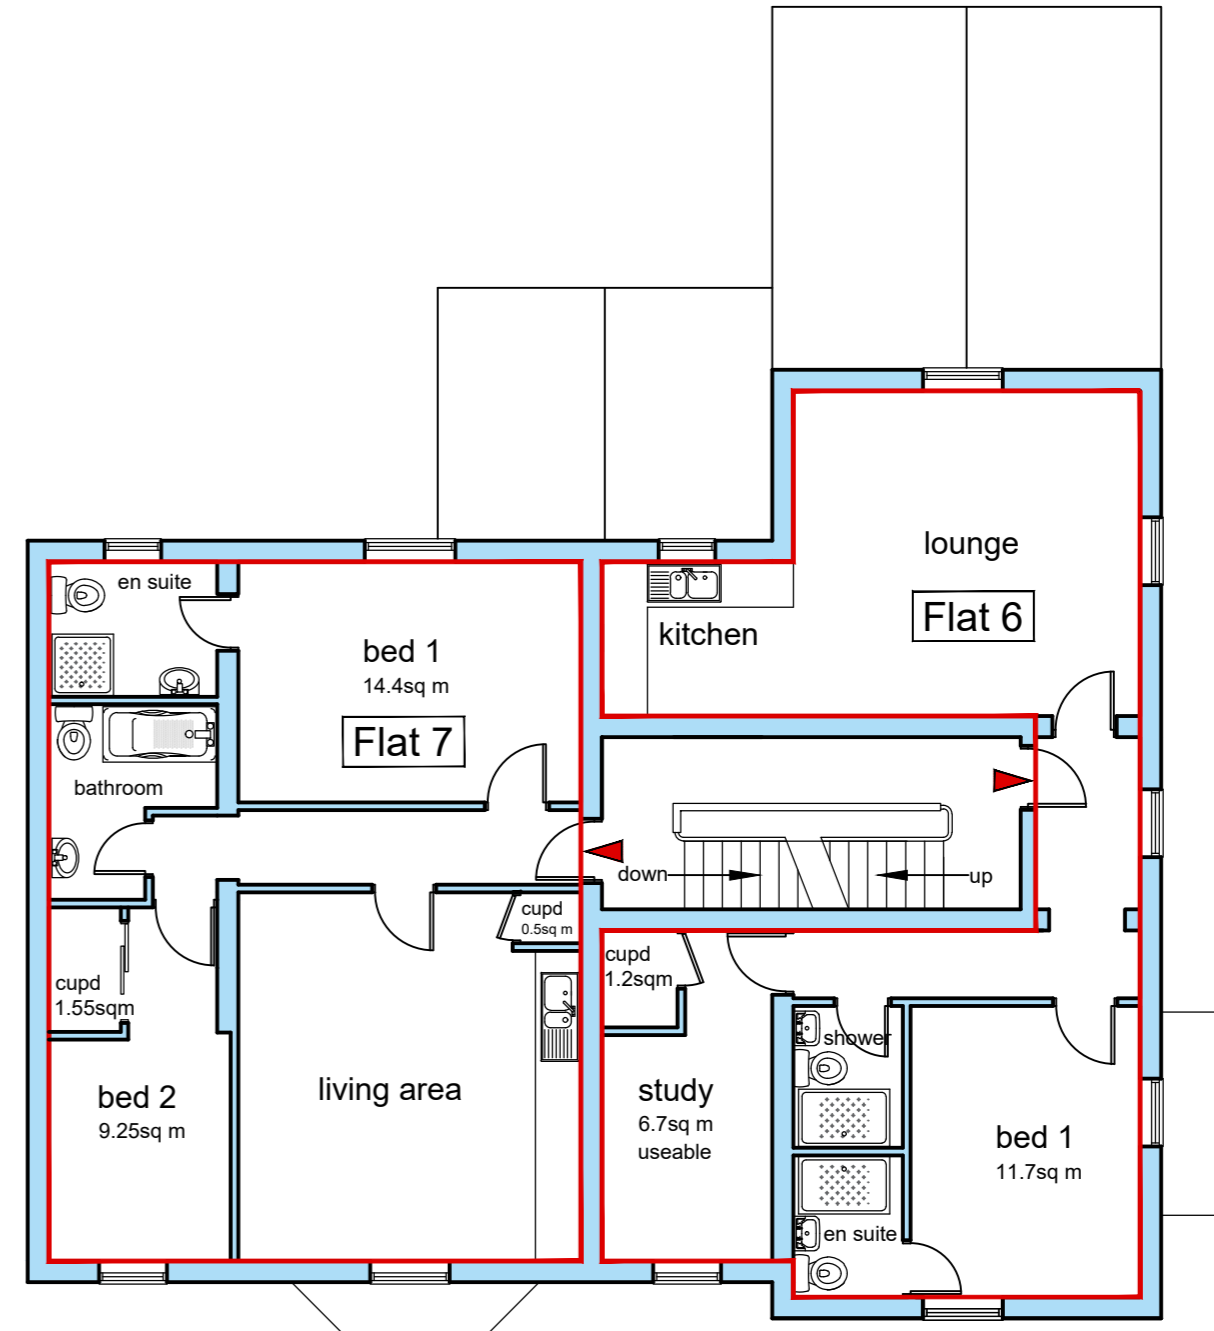 en suite
bed 1
14.4sq m
Flat 7
bathroom
cupd
0.5sq m
cupd
1.55sqm
bed 2
9.25sq m
living area
lounge
Flat 6
kitchen
down
up
cupd
1.2sqm
shower
study
6.7sq m
useable
bed 1
11.7sq m
en suite